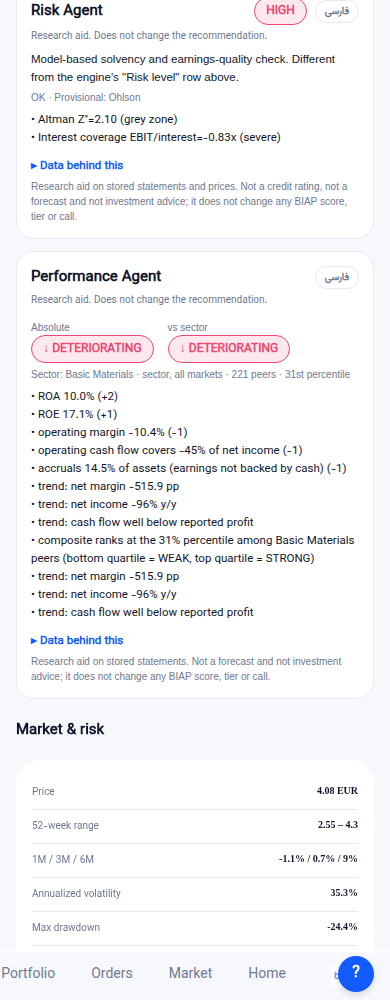 Risk Agent
HIGH
فارسی
Research aid. Does not change the recommendation.
Model-based solvency and earnings-quality check. Different
from the engine's "Risk level" row above.
OK · Provisional: Ohlson
• Altman Z"=2.10 (grey zone)
• Interest coverage EBIT/interest=-0.83x (severe)
▸ Data behind this
Research aid on stored statements and prices. Not a credit rating, not a
forecast and not investment advice; it does not change any BIAP score,
tier or call.
Performance Agent
فارسی
Research aid. Does not change the recommendation.
Absolute
vs sector
↓ DETERIORATING
↓ DETERIORATING
Sector: Basic Materials · sector, all markets · 221 peers · 31st percentile
• ROA 10.0% (+2)
• ROE 17.1% (+1)
• operating margin -10.4% (-1)
• operating cash flow covers -45% of net income (-1)
• accruals 14.5% of assets (earnings not backed by cash) (-1)
• trend: net margin -515.9 pp
• trend: net income -96% y/y
• trend: cash flow well below reported profit
• composite ranks at the 31% percentile among Basic Materials
peers (bottom quartile = WEAK, top quartile = STRONG)
• trend: net margin -515.9 pp
• trend: net income -96% y/y
• trend: cash flow well below reported profit
▸ Data behind this
Research aid on stored statements. Not a forecast and not investment
advice; it does not change any BIAP score, tier or call.
Market & risk
Price 4.08 EUR
52-week range 2.55 – 4.3
1M / 3M / 6M -1.1% / 0.7% / 9%
Annualized volatility 35.3%
Max drawdown -24.4%
Portfolio Orders Market Home ?